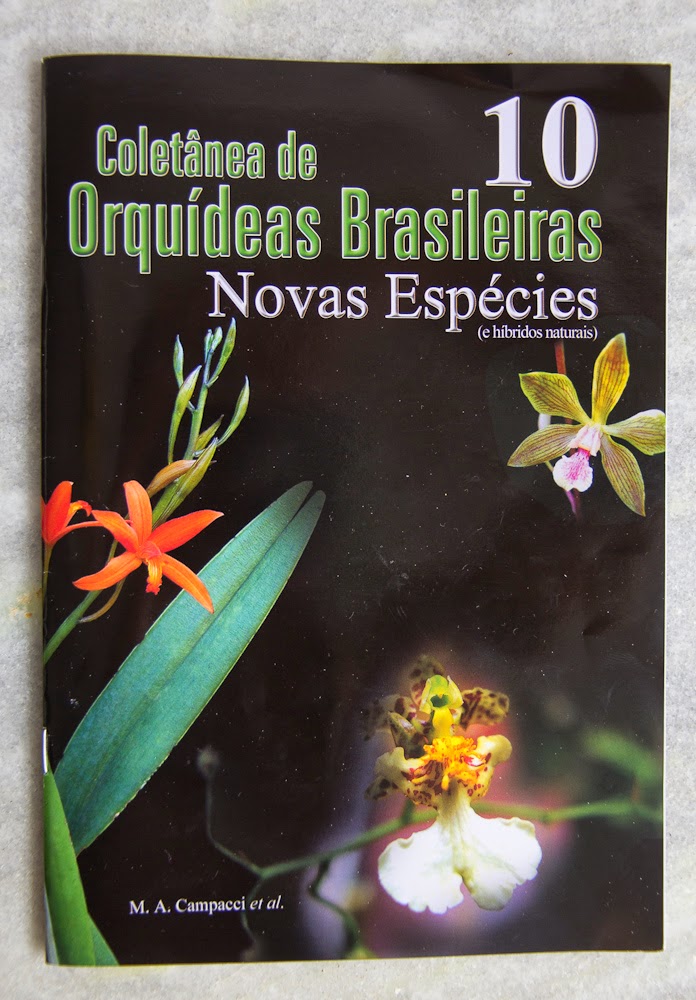 10
Coletânea de
Orquídeas Brasileiras
Novas Espécies
(e híbridos naturais)
M. A. Campacci et al.